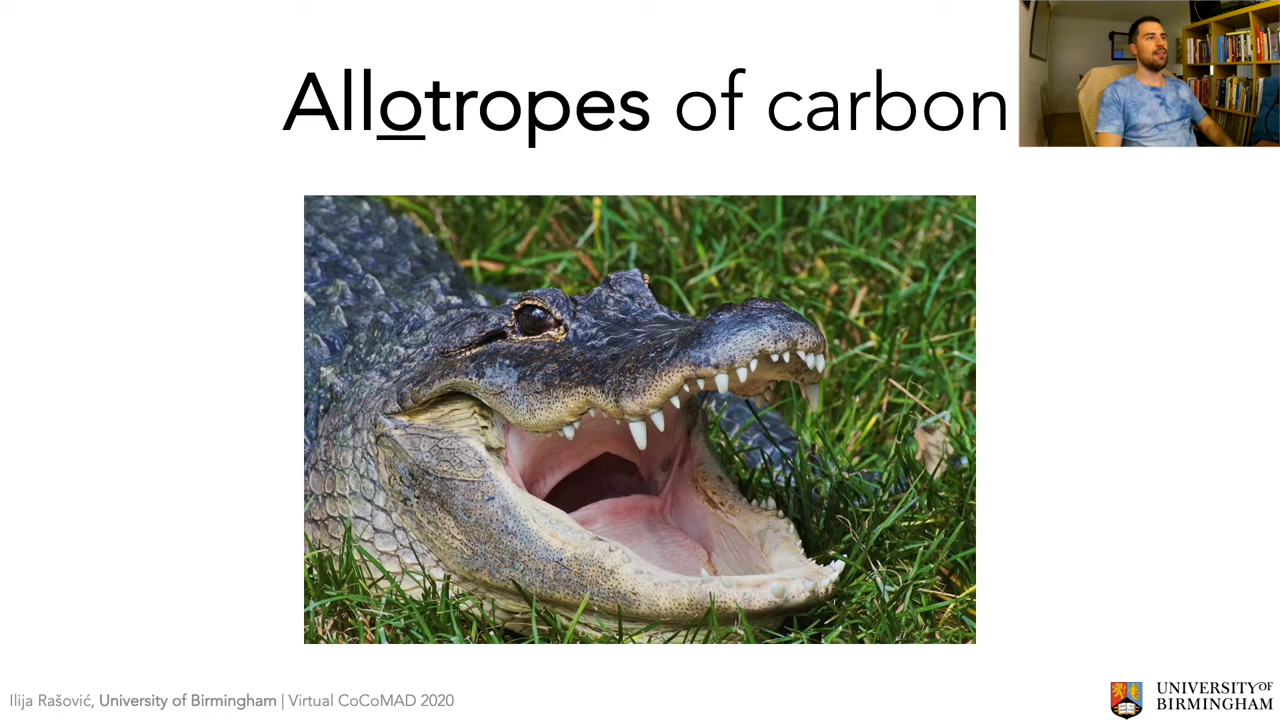 Allotropes of carbon
Ilija Rašović, University of Birmingham | Virtual CoCoMAD 2020
UNIVERSITY OF
BIRMINGHAM